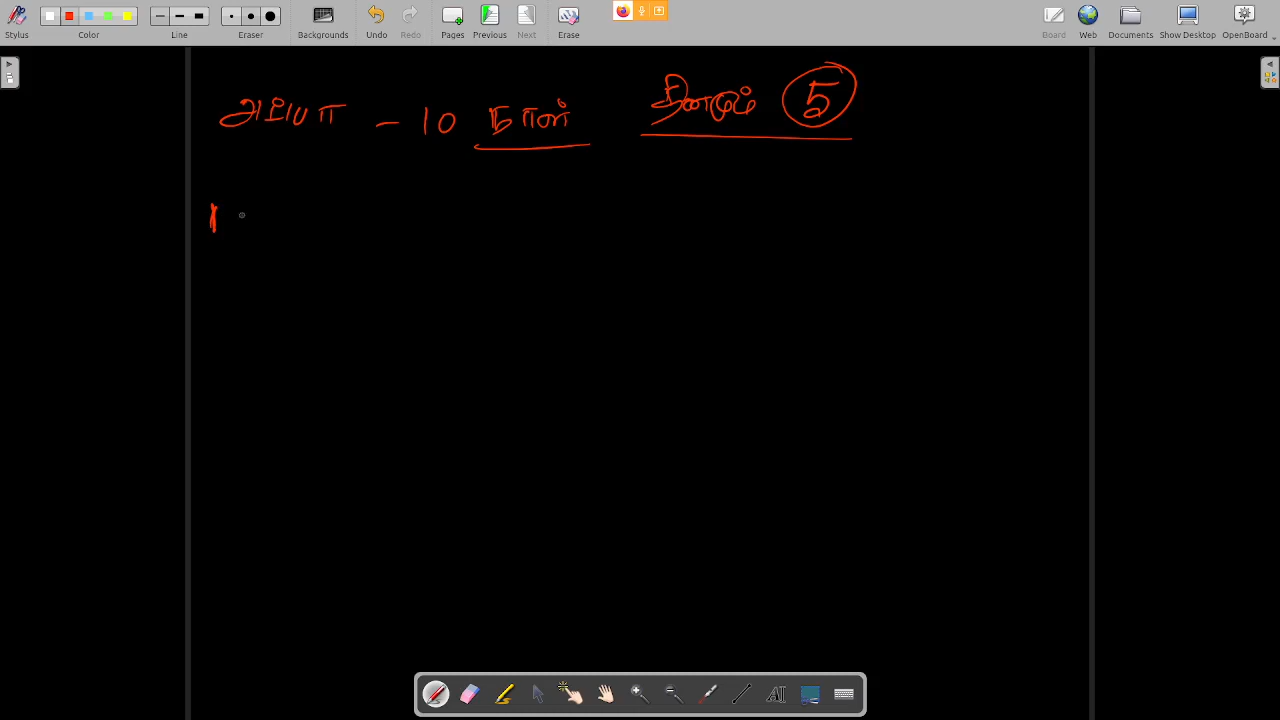 Stylus
Color
Line
Eraser
Backgrounds
Undo
Redo
Pages
Previous
Next
Erase
Board
Web
Documents
Show Desktop
OpenBoard
- 10 நாள் தினமும் 5
1